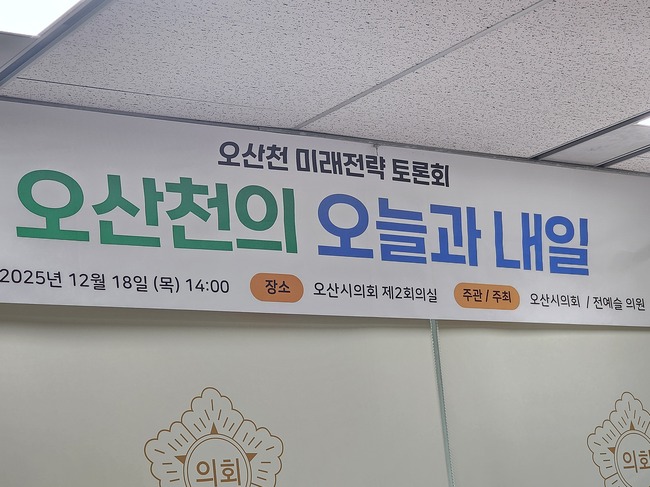 오산천 미래전략 토론회
오산천의 오늘과 내일
2025년 12월 18일 (목) 14:00 장소 오산시의회 제2회의실 주관 / 주최 오산시의회 / 전예슬 의원
의회 의회